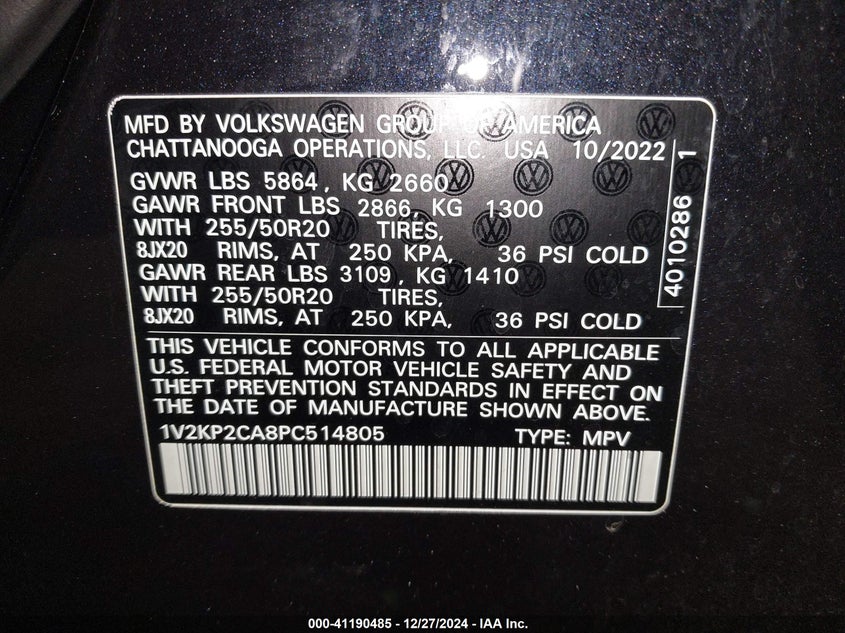 MFD BY VOLKSWAGEN GROUP OF AMERICA
CHATTANOOGA OPERATIONS, LLC. USA 10/2022
GVWR LBS 5864, KG 2660
GAWR FRONT LBS 2866, KG 1300
WITH 255/50R20 TIRES,
8JX20 RIMS, AT 250 KPA, 36 PSI COLD
GAWR REAR LBS 3109, KG 1410
WITH 255/50R20 TIRES,
8JX20 RIMS, AT 250 KPA, 36 PSI COLD
4010286 1
THIS VEHICLE CONFORMS TO ALL APPLICABLE
U.S. FEDERAL MOTOR VEHICLE SAFETY AND
THEFT PREVENTION STANDARDS IN EFFECT ON
THE DATE OF MANUFACTURE SHOWN ABOVE.
1V2KP2CA8PC514805 TYPE: MPV
000-41190485 - 12/27/2024 - IAA Inc.